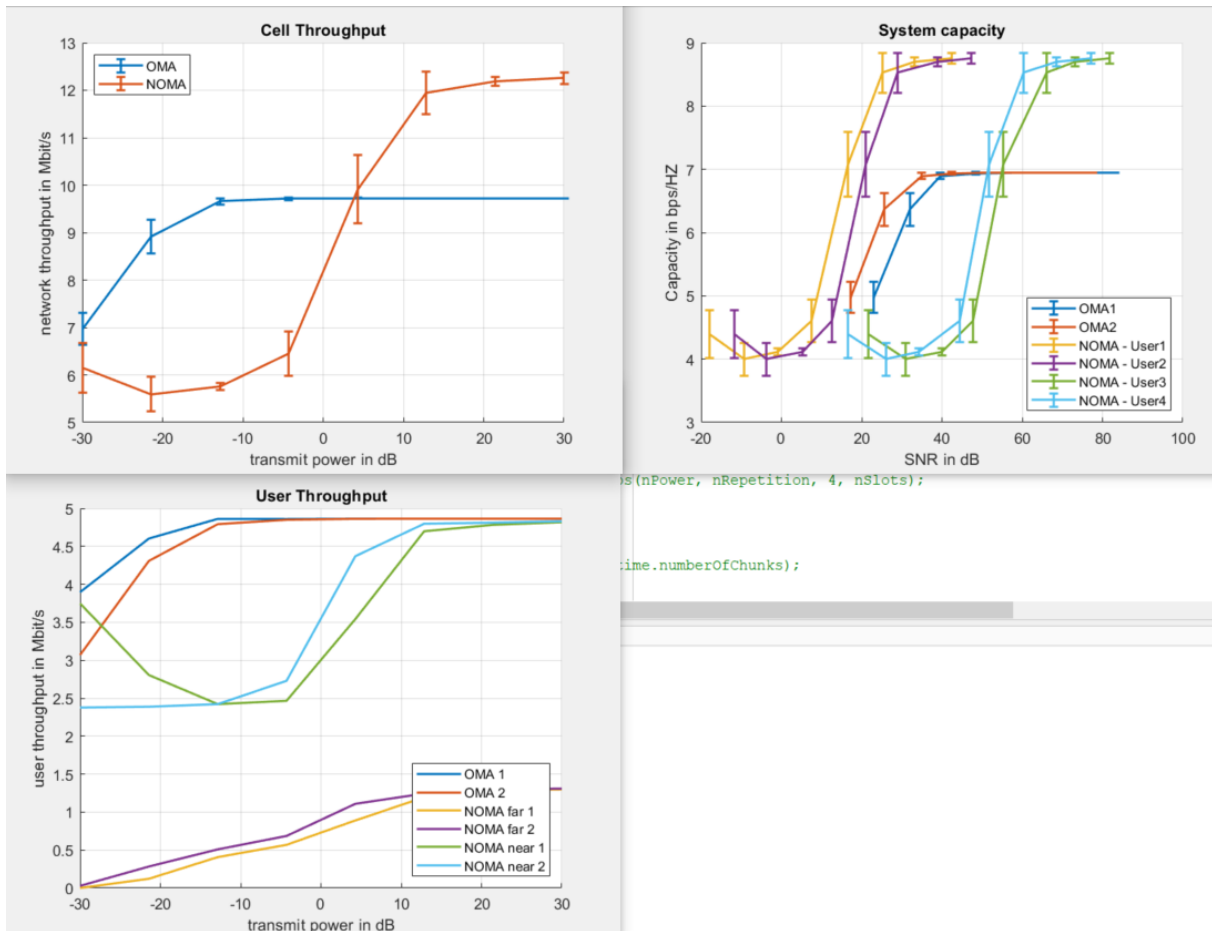 Cell Throughput
network throughput in Mbit/s
13
12
11
10
9
8
7
6
5
OMA
NOMA
-30
-20
-10
0
10
20
30
transmit power in dB
System capacity
Capacity in bps/HZ
9
8
7
6
5
4
3
OMA1
OMA2
NOMA - User1
NOMA - User2
NOMA - User3
NOMA - User4
-20
0
20
40
60
80
100
SNR in dB
(nPower, nRepetition, 4, nSlots);
time.numberOfChunks);
User Throughput
user throughput in Mbit/s
5
4.5
4
3.5
3
2.5
2
1.5
1
0.5
0
OMA 1
OMA 2
NOMA far 1
NOMA far 2
NOMA near 1
NOMA near 2
-30
-20
-10
0
10
20
30
transmit power in dB